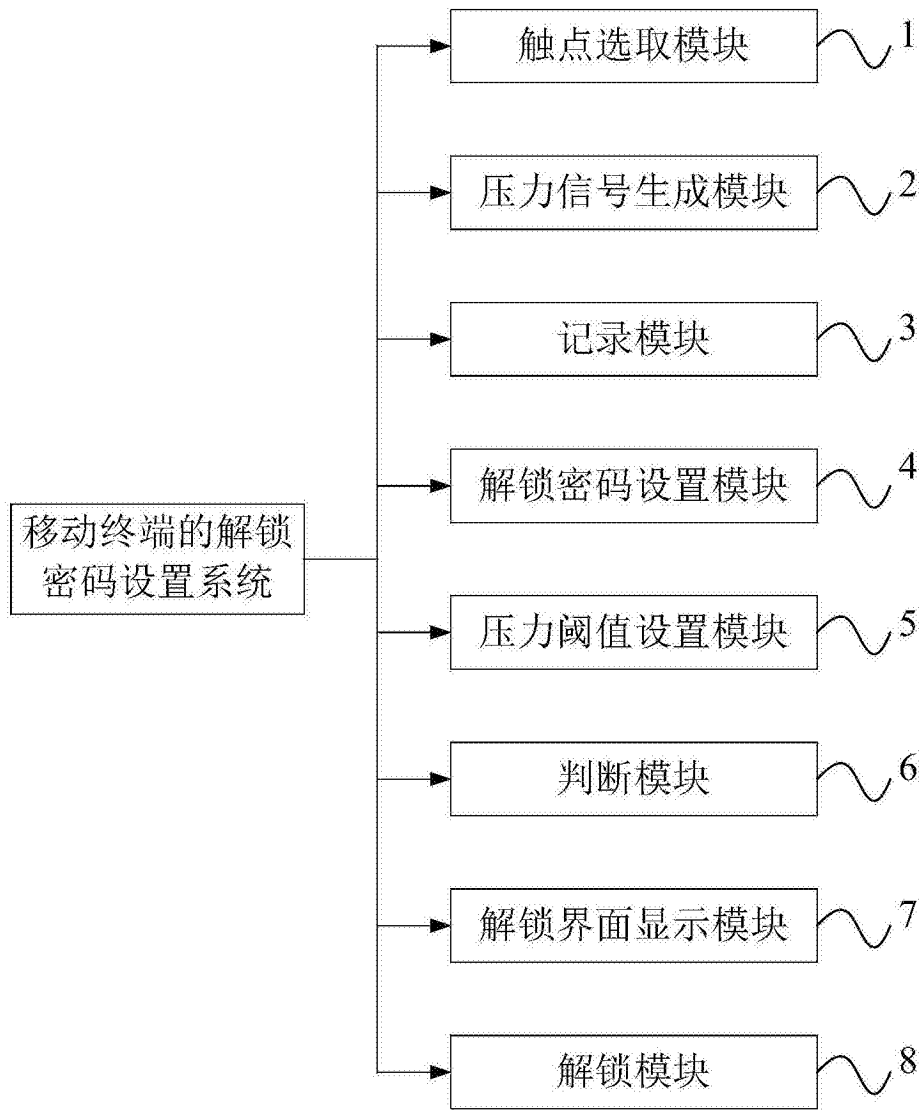 触点选取模块 1
压力信号生成模块 2
记录模块 3
解锁密码设置模块 4
移动终端的解锁
密码设置系统
压力阈值设置模块 5
判断模块 6
解锁界面显示模块 7
解锁模块 8